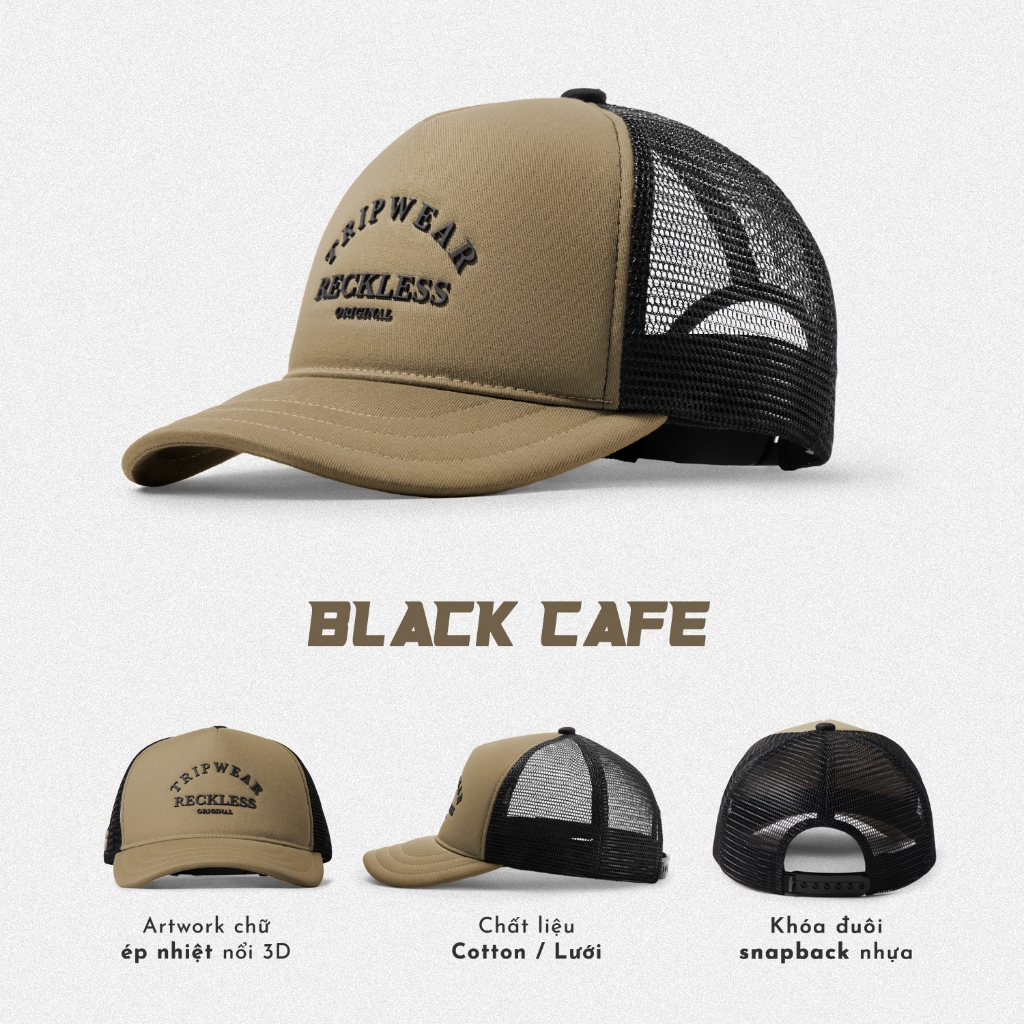 TRIPWEAR
RECKLESS
ORIGINAL
BLACK CAFE
TRIPWEAR
RECKLESS
ORIGINAL
Artwork chữ
ép nhiệt nổi 3D
Chất liệu
Cotton / Lưới
Khóa đuôi
snapback nhựa